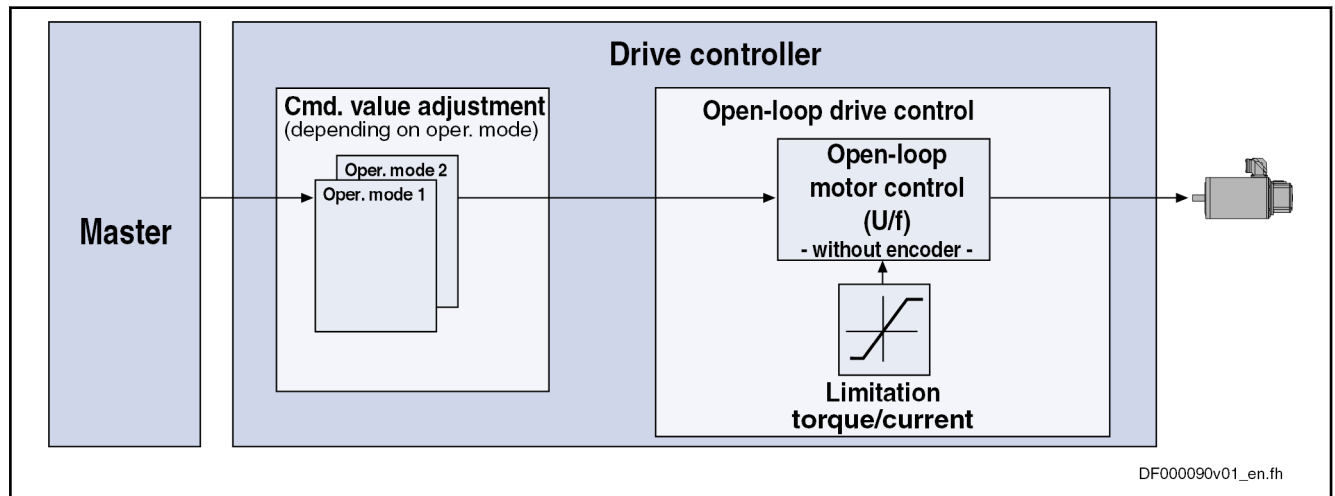 Drive controller
Master
Cmd. value adjustment
(depending on oper. mode)
Oper. mode 2
Oper. mode 1
Open-loop drive control
Open-loop
motor control
(U/f)
- without encoder -
Limitation
torque/current
DF000090v01_en.fh